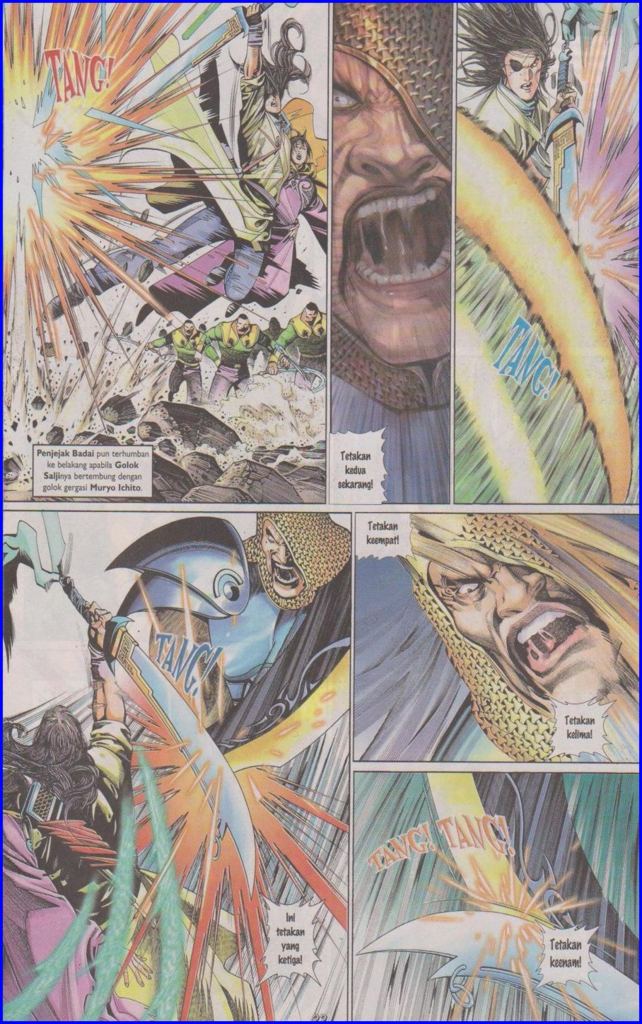 TANG!
Penjejak Badai pun terhumban
ke belakang apabila Golok
Saljinya bertembung dengan
golok gergasi Muryo Ichito.
Tetakan
kedua
sekarang!
TANG!
TANG!
Ini
tetakan
yang
ketiga!
Tetakan
keempat!
Tetakan
kelima!
TANG! TANG!
Tetakan
keenam!